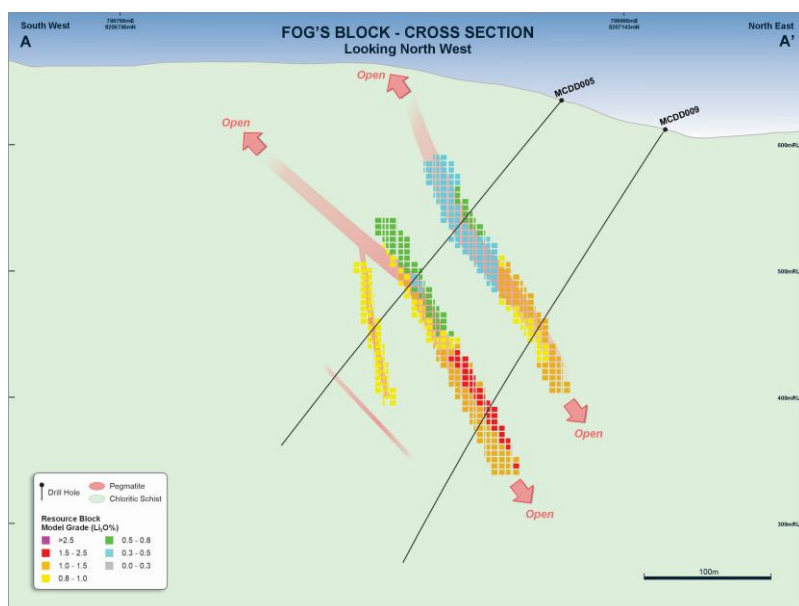 FOG'S BLOCK - CROSS SECTION
Looking North West
South West
A
North East
A'
Open
Open
MCDD005
MCDD009
600mRL
500mRL
400mRL
300mRL
Open
Open
Drill Hole
Pegmatite
Chloritic Schist
Resource Block
Model Grade (Li₂O%)
>2.5
1.5 - 2.5
1.0 - 1.5
0.8 - 1.0
0.5 - 0.8
0.3 - 0.5
0.0 - 0.3
100m